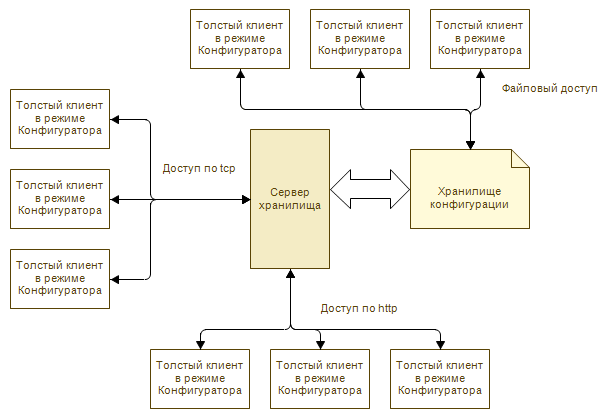 Толстый клиент
в режиме
Конфигуратора
Толстый клиент
в режиме
Конфигуратора
Толстый клиент
в режиме
Конфигуратора
Файловый доступ
Толстый клиент
в режиме
Конфигуратора
Доступ по tcp
Толстый клиент
в режиме
Конфигуратора
Сервер
хранилища
Хранилище
конфигурации
Толстый клиент
в режиме
Конфигуратора
Доступ по http
Толстый клиент
в режиме
Конфигуратора
Толстый клиент
в режиме
Конфигуратора
Толстый клиент
в режиме
Конфигуратора